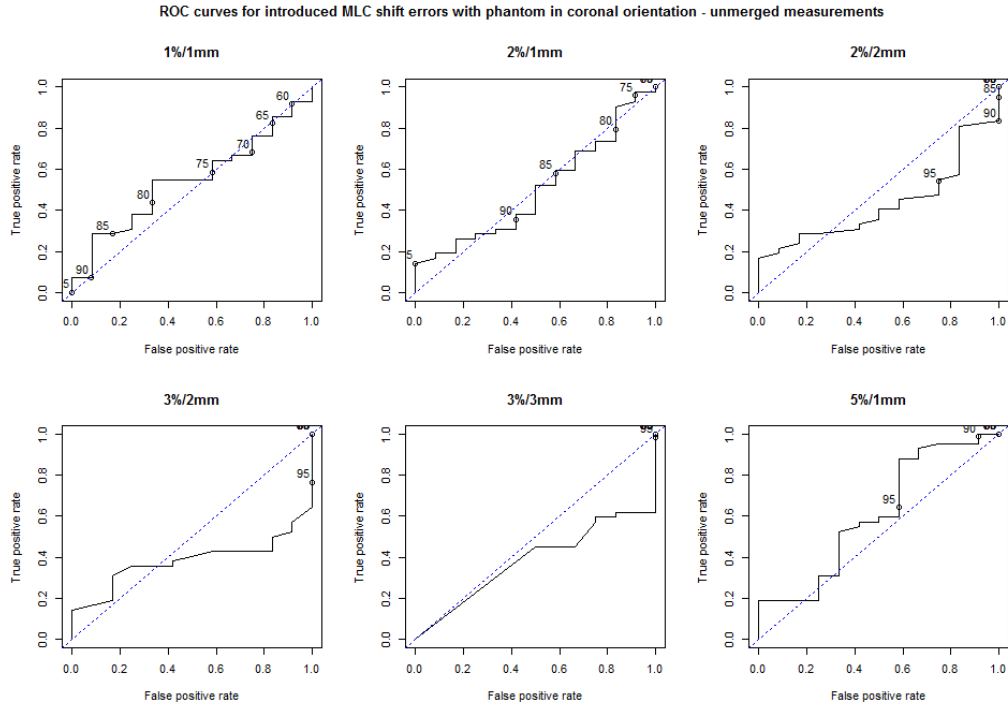 ROC curves for introduced MLC shift errors with phantom in coronal orientation - unmerged measurements
1%/1mm
1.0
0.8
0.6
0.4
0.2
0.0
True positive rate
60
65
70
75
80
85
90
5
0.0 0.2 0.4 0.6 0.8 1.0
False positive rate
2%/1mm
1.0
0.8
0.6
0.4
0.2
0.0
True positive rate
75
80
85
90
5
0.0 0.2 0.4 0.6 0.8 1.0
False positive rate
2%/2mm
1.0
0.8
0.6
0.4
0.2
0.0
True positive rate
85
90
95
0.0 0.2 0.4 0.6 0.8 1.0
False positive rate
3%/2mm
1.0
0.8
0.6
0.4
0.2
0.0
True positive rate
95
0.0 0.2 0.4 0.6 0.8 1.0
False positive rate
3%/3mm
1.0
0.8
0.6
0.4
0.2
0.0
True positive rate
0.0 0.2 0.4 0.6 0.8 1.0
False positive rate
5%/1mm
1.0
0.8
0.6
0.4
0.2
0.0
True positive rate
90
95
0.0 0.2 0.4 0.6 0.8 1.0
False positive rate